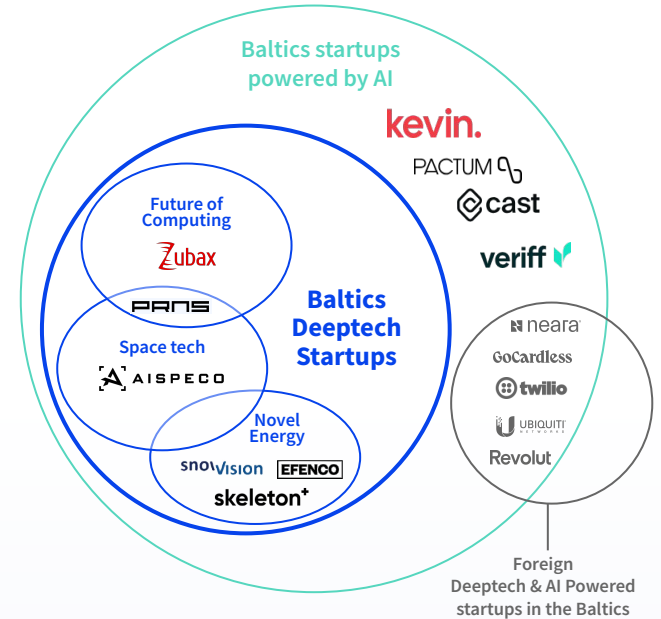 Baltics startups
powered by AI
kevin.
PACTUM
cast
veriff
Future of
Computing
Zubax
PRNS
Baltics
Deeptech
Startups
Space tech
AISPECO
Novel
Energy
snowVision
EFENCO
skeleton+
neara
GoCardless
twilio
UBIQUITI
NETWORKS
Revolut
Foreign
Deeptech & AI Powered
startups in the Baltics